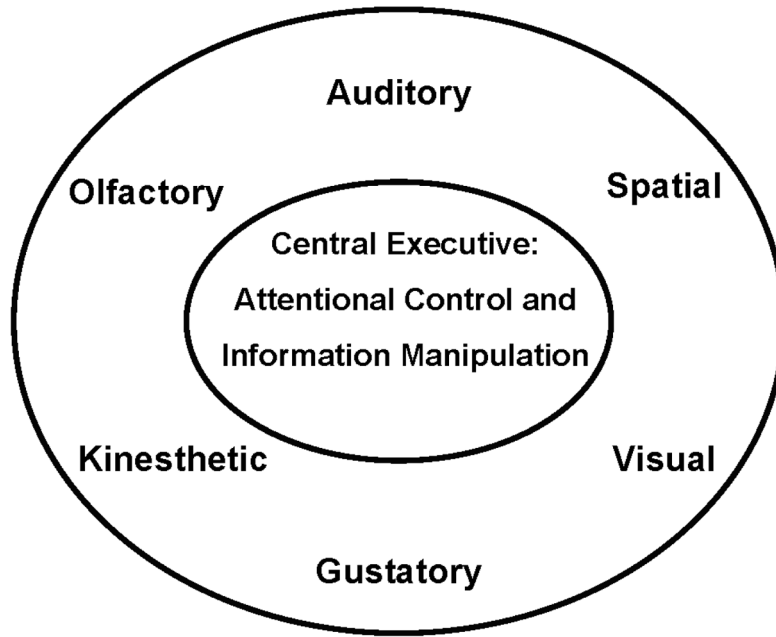 Auditory
Olfactory
Spatial
Central Executive:
Attentional Control and
Information Manipulation
Kinesthetic
Visual
Gustatory